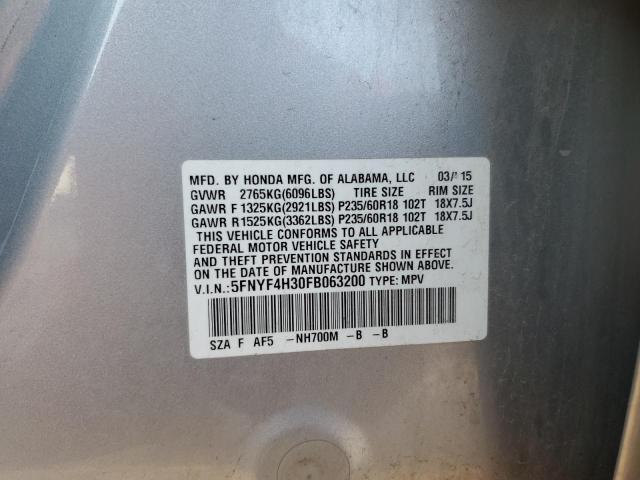 MFD. BY HONDA MFG. OF ALABAMA, LLC 03/15
GVWR 2765KG(6096LBS) TIRE SIZE RIM SIZE
GAWR F 1325KG(2921LBS) P235/60R18 102T 18X7.5J
GAWR R1525KG(3362LBS) P235/60R18 102T 18X7.5J
THIS VEHICLE CONFORMS TO ALL APPLICABLE
FEDERAL MOTOR VEHICLE SAFETY
AND THEFT PREVENTION STANDARDS IN EFFECT
ON THE DATE OF MANUFACTURE SHOWN ABOVE.
V.I.N.:5FNYF4H30FB063200 TYPE: MPV
SZA F AF5 -NH700M -B -B